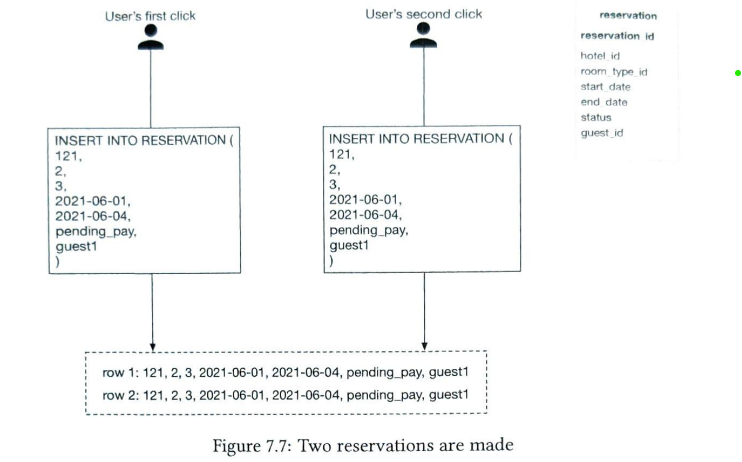 User's first click
User's second click
reservation
reservation_id
hotel_id
room_type_id
start_date
end_date
status
guest_id
INSERT INTO RESERVATION (
121,
2,
3,
2021-06-01,
2021-06-04,
pending_pay,
guest1
)
INSERT INTO RESERVATION (
121,
2,
3,
2021-06-01,
2021-06-04,
pending_pay,
guest1
)
row 1: 121, 2, 3, 2021-06-01, 2021-06-04, pending_pay, guest1
row 2: 121, 2, 3, 2021-06-01, 2021-06-04, pending_pay, guest1
Figure 7.7: Two reservations are made